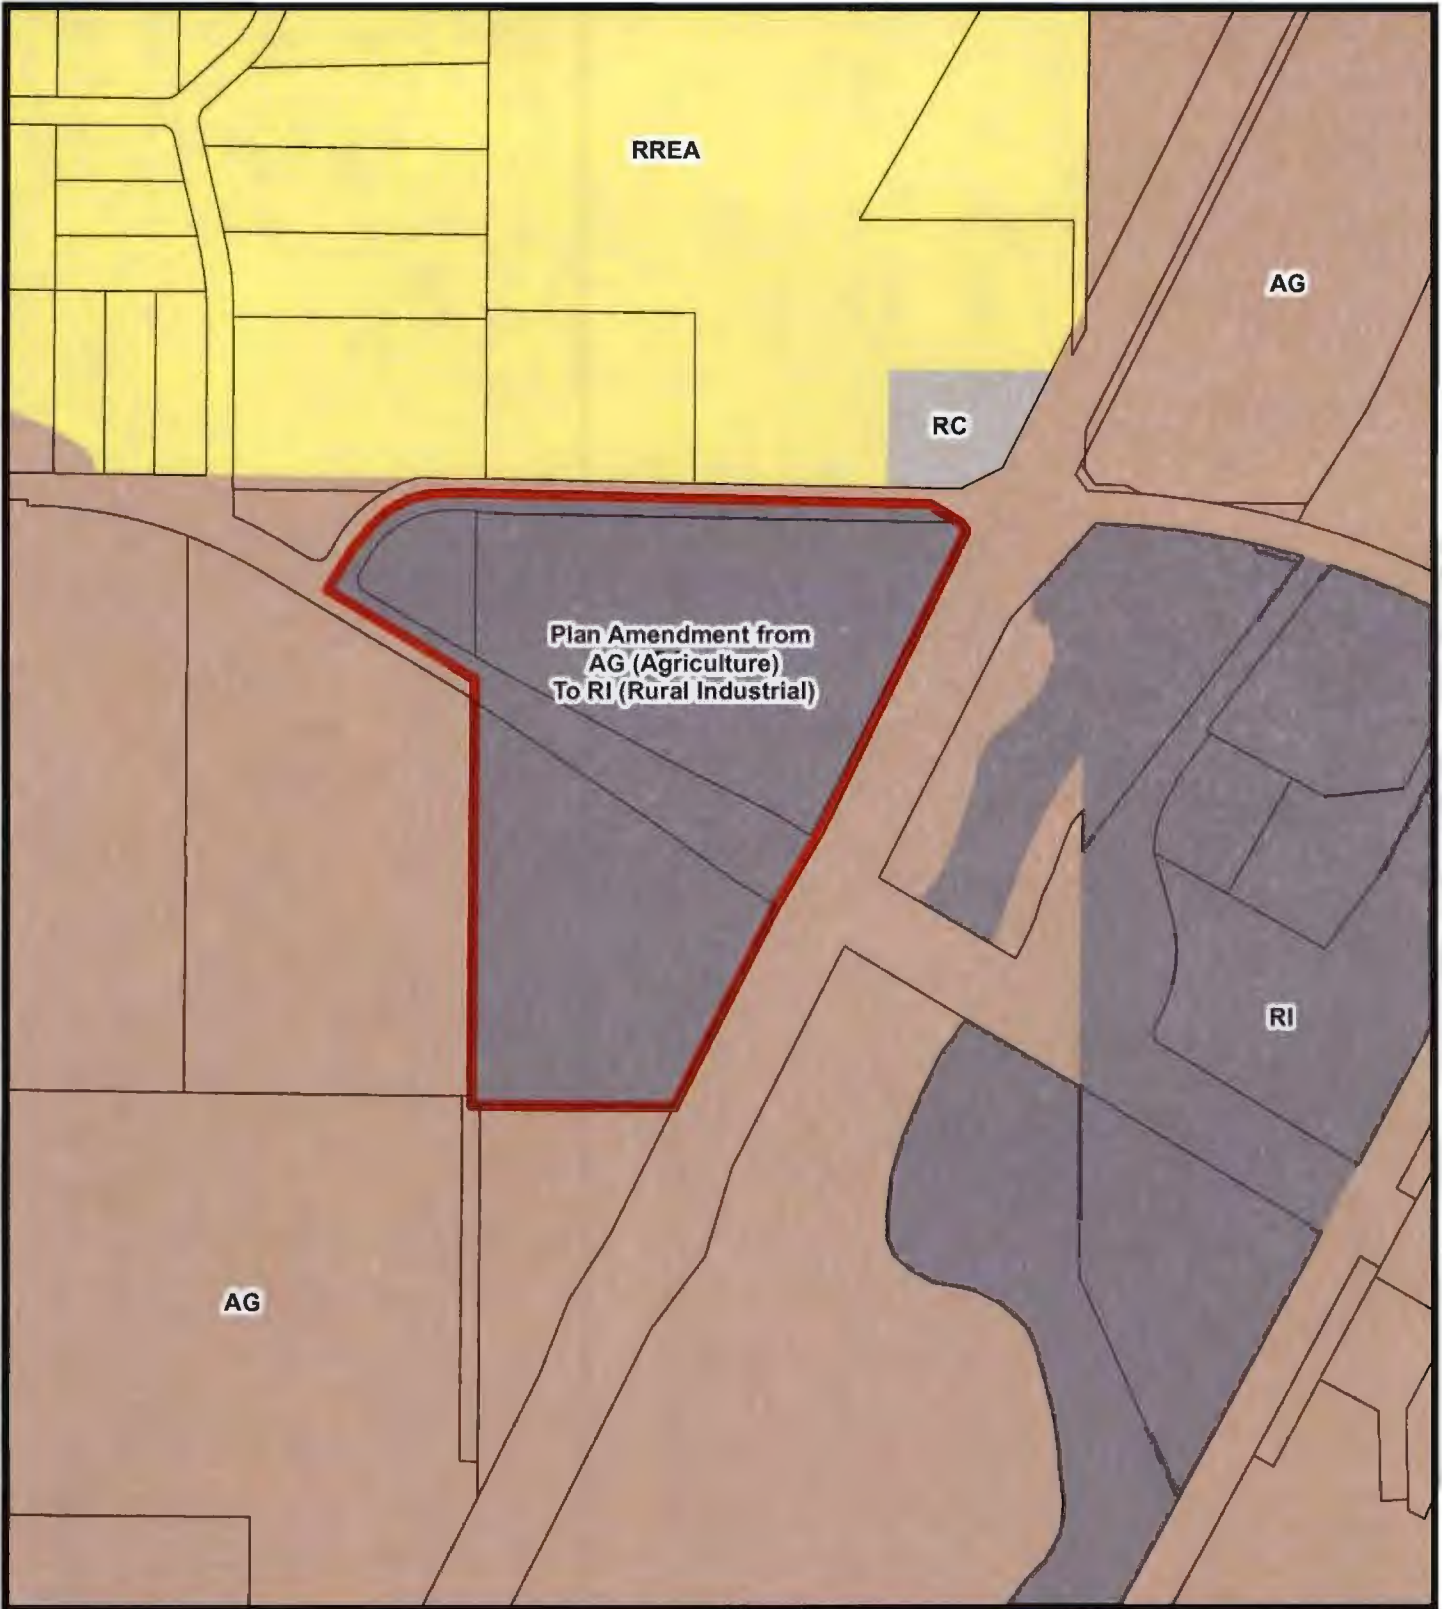 RREA
AG
RC
Plan Amendment from
AG (Agriculture)
To RI (Rural Industrial)
RI
AG